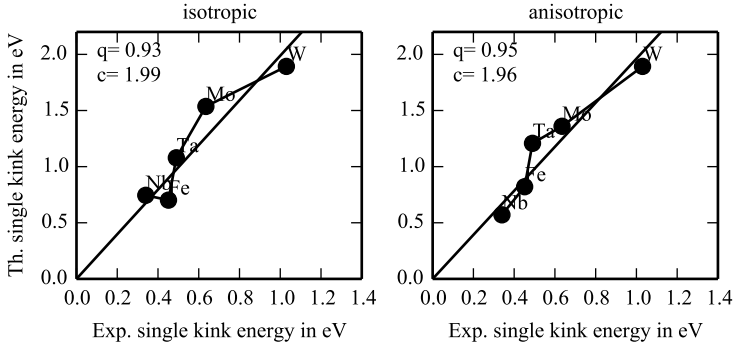 isotropic
q= 0.93
c= 1.99
W
Mo
Ta
Nb
Fe
2.0
1.5
1.0
0.5
0.0
0.0 0.2 0.4 0.6 0.8 1.0 1.2 1.4
Th. single kink energy in eV
Exp. single kink energy in eV
anisotropic
q= 0.95
c= 1.96
W
Mo
Ta
Fe
Nb
2.0
1.5
1.0
0.5
0.0
0.0 0.2 0.4 0.6 0.8 1.0 1.2 1.4
Exp. single kink energy in eV